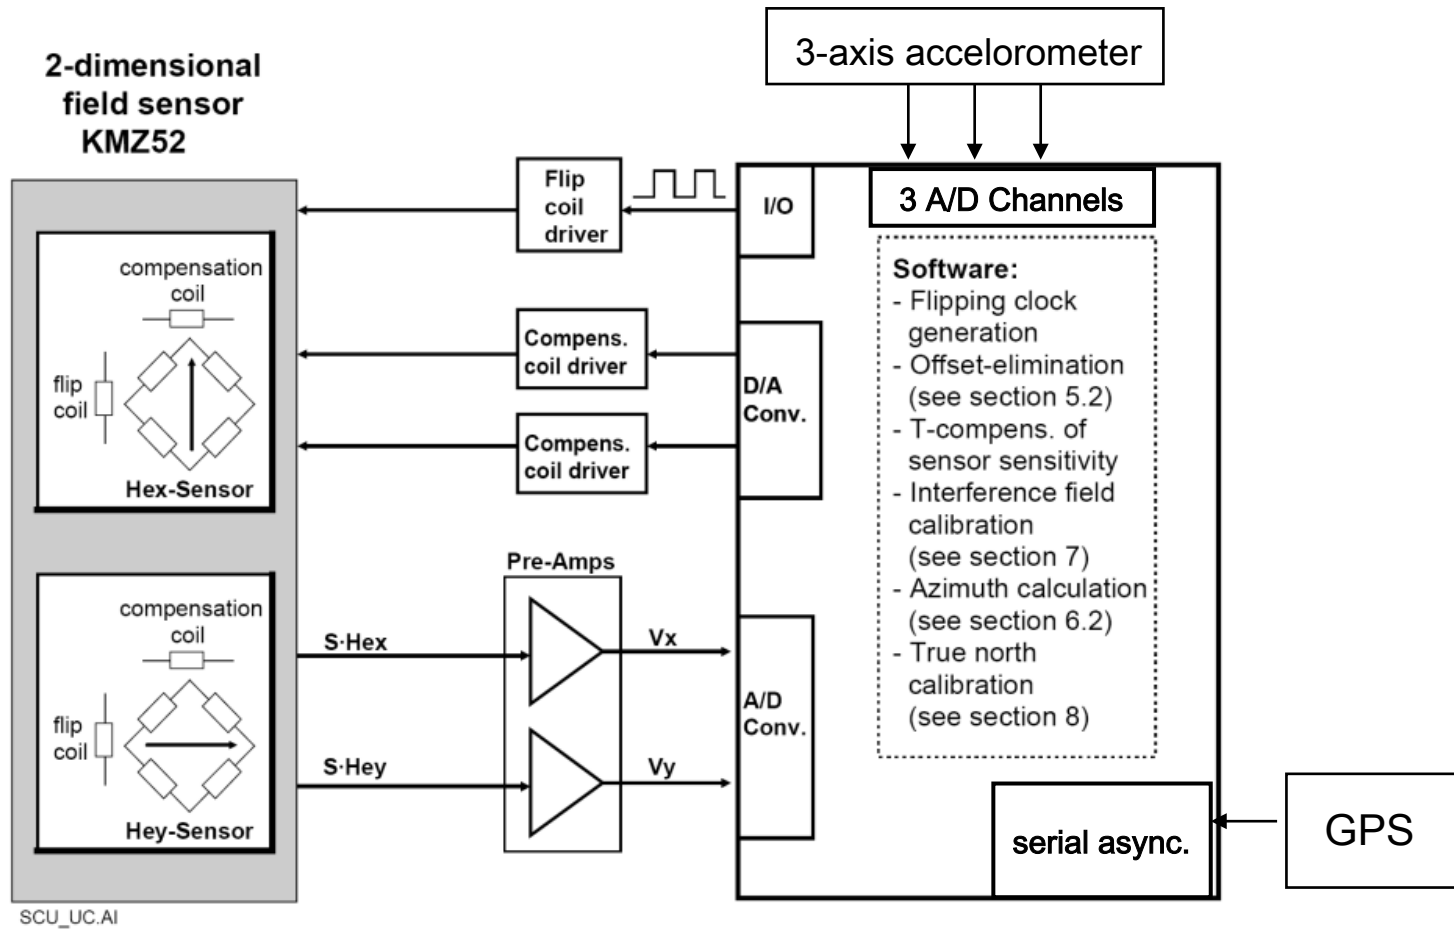 3-axis accelorometer
2-dimensional
field sensor
KMZ52
Flip
coil
driver
I/O
3 A/D Channels
compensation
coil
flip
coil
Hex-Sensor
Compens.
coil driver
Compens.
coil driver
D/A
Conv.
Software:
- Flipping clock
generation
- Offset-elimination
(see section 5.2)
- T-compens. of
sensor sensitivity
- Interference field
calibration
(see section 7)
- Azimuth calculation
(see section 6.2)
- True north
calibration
(see section 8)
Pre-Amps
compensation
coil
flip
coil
Hey-Sensor
S·Hex
Vx
S·Hey
Vy
A/D
Conv.
serial async.
GPS
SCU_UC.AI